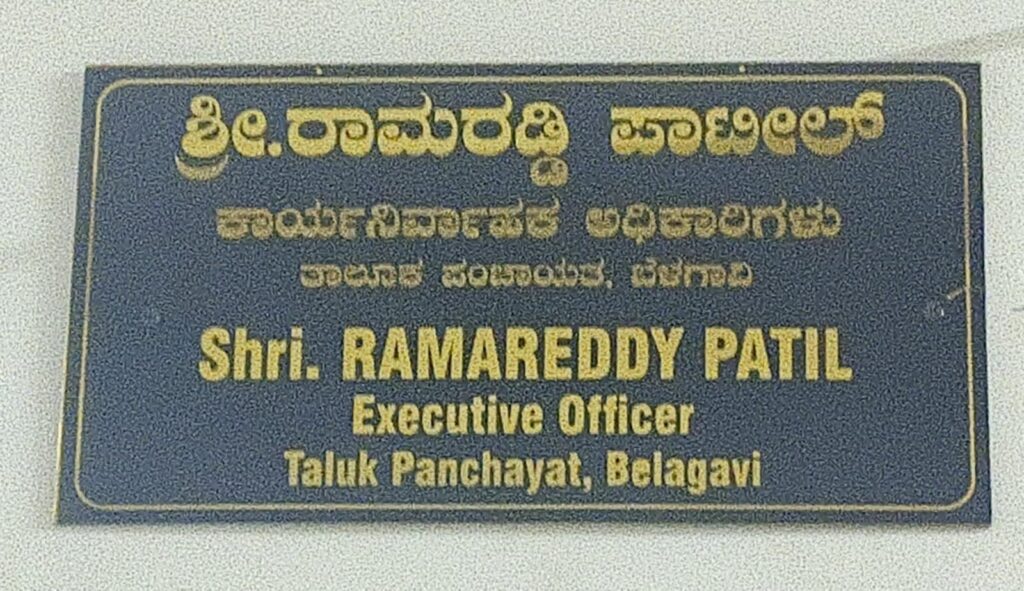 ಶ್ರೀ.ರಾಮರಡ್ಡಿ ಪಾಟೀಲ್
ಕಾರ್ಯನಿರ್ವಾಹಕ ಅಧಿಕಾರಿಗಳು
ತಾಲೂಕ ಪಂಚಾಯತ, ಬೆಳಗಾವಿ
Shri. RAMAREDDY PATIL
Executive Officer
Taluk Panchayat, Belagavi